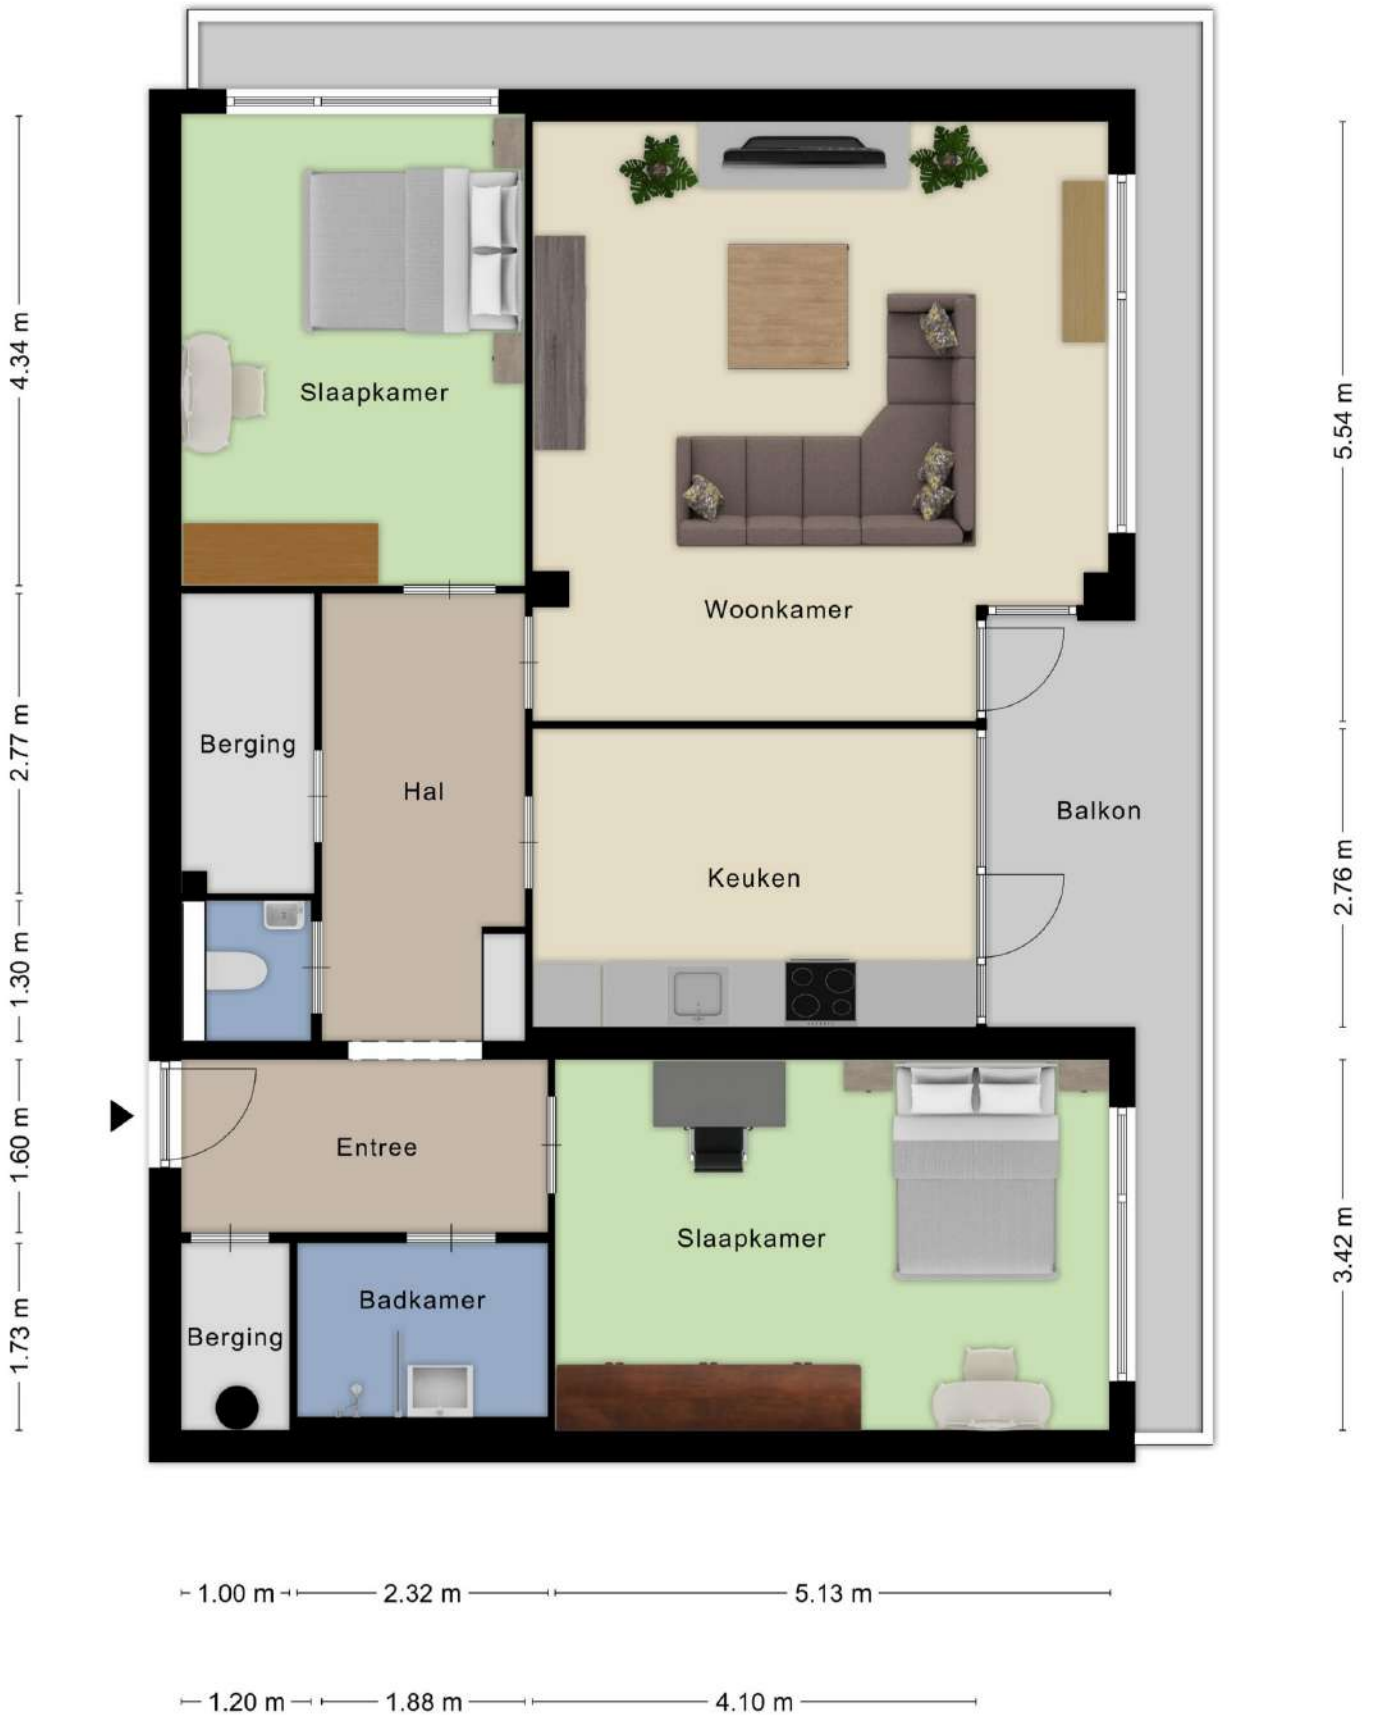 4.34 m
5.54 m
Slaapkamer
Woonkamer
2.77 m
Berging
Hal
Balkon
Keuken
2.76 m
1.30 m
1.60 m
Entree
Slaapkamer
3.42 m
Badkamer
1.73 m
Berging
1.00 m
2.32 m
5.13 m
1.20 m
1.88 m
4.10 m